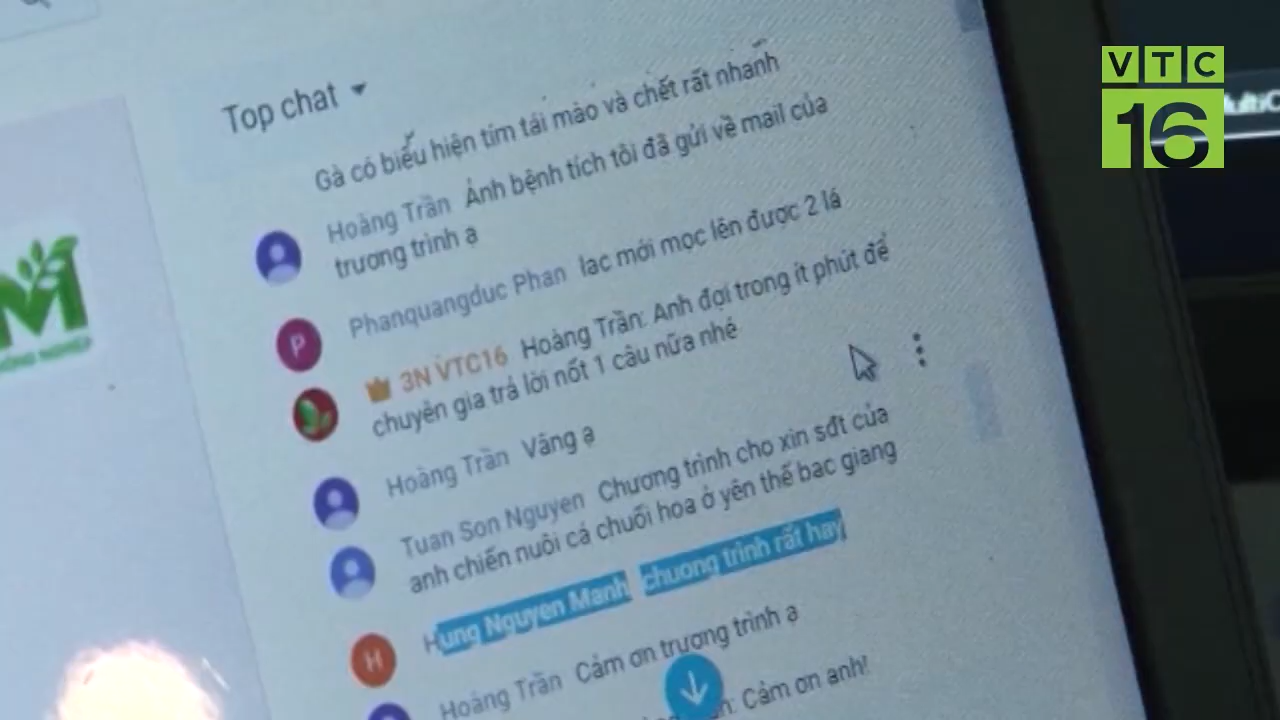 VTC
16
Top chat
Gà có biểu hiện tím tái mào và chết rất nhanh
Hoàng Trần Ảnh bệnh tích tôi đã gửi về mail của
trương trình ạ
Phanquangduc Phan lac mới mọc lên được 2 lá
3N VTC16 Hoàng Trần: Anh đợi trong ít phút để
chuyên gia trả lời nốt 1 câu nữa nhé
Hoàng Trần Vâng ạ
Tuan Son Nguyen Chương trình cho xin sđt của
anh chiến nuôi cá chuối hoa ở yên thế bac giang
Hung Nguyen Manh chuong trình rất hay
Hoàng Trần Cảm ơn trương trình ạ
Cảm ơn anh!
P
H
M